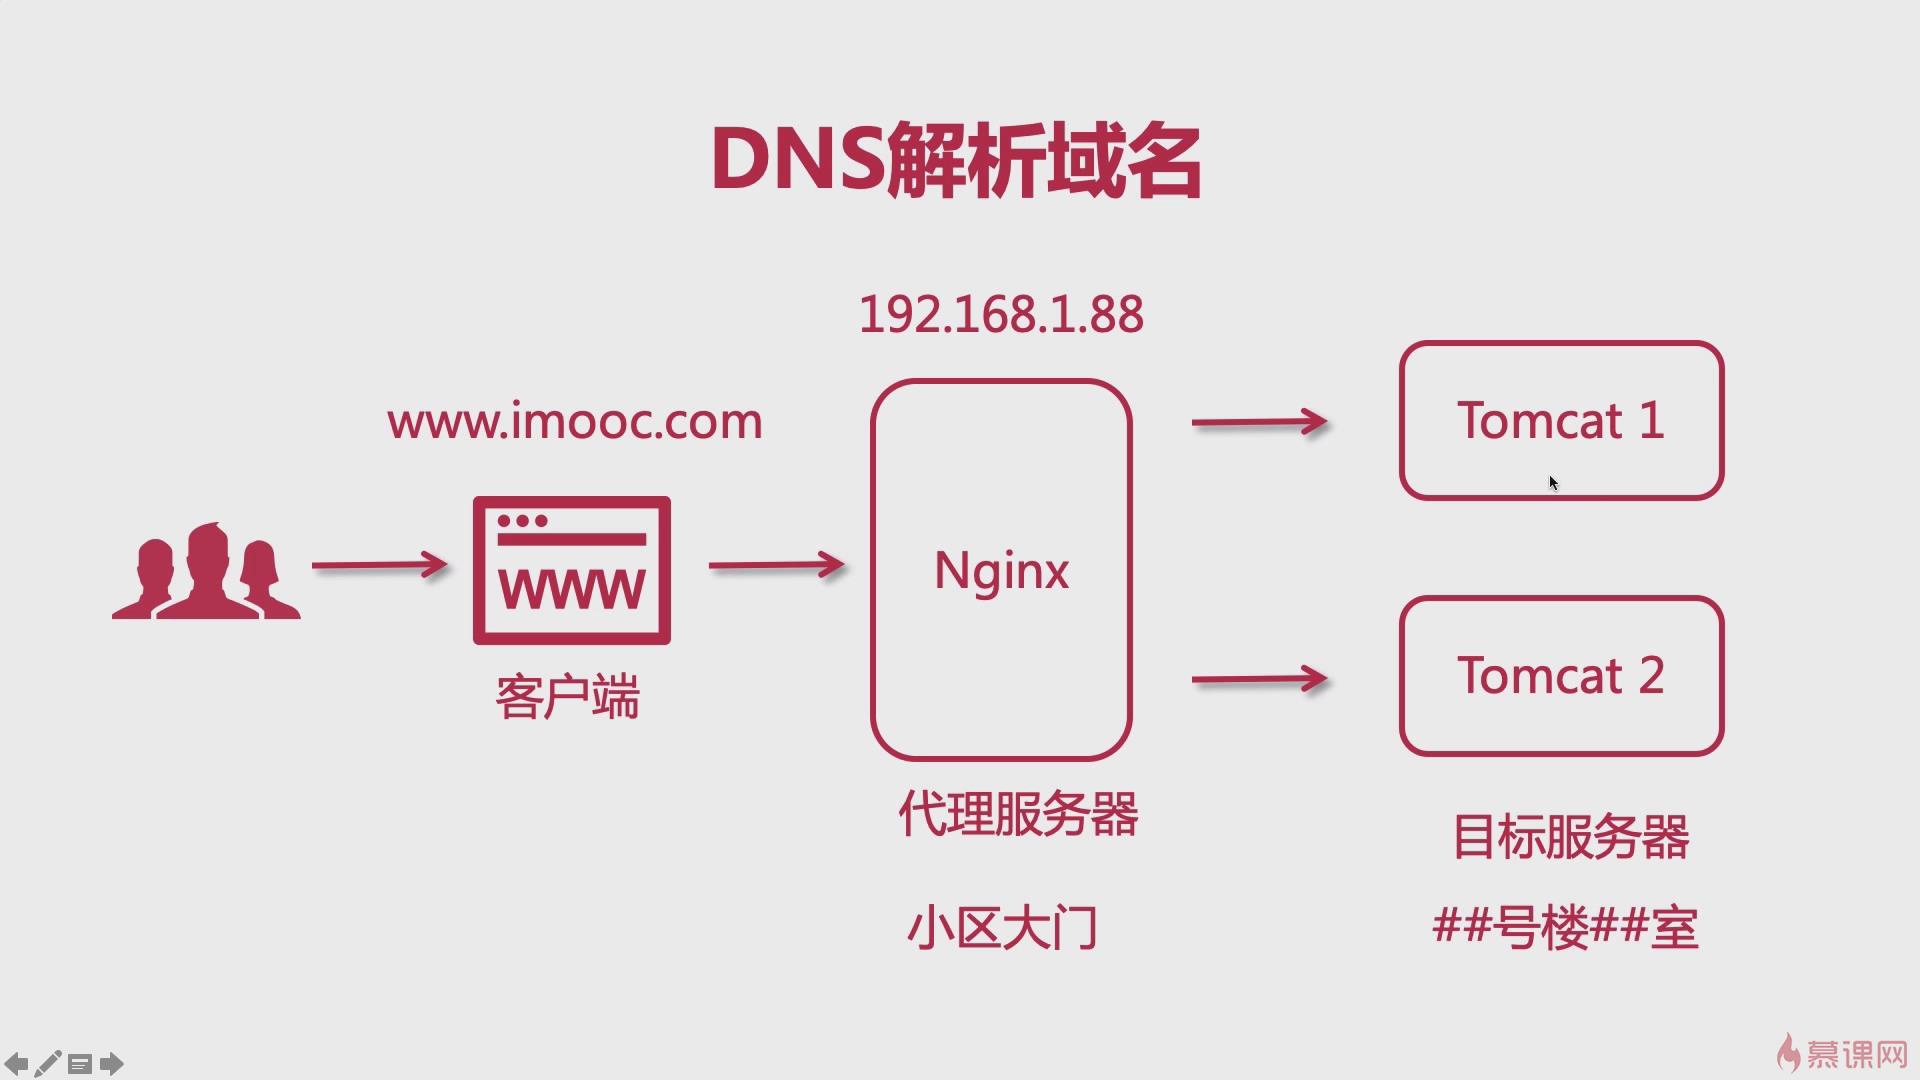 DNS解析域名
192.168.1.88
www.imooc.com
Tomcat 1
www
Nginx
Tomcat 2
客户端
代理服务器
目标服务器
小区大门
##号楼##室
慕课网